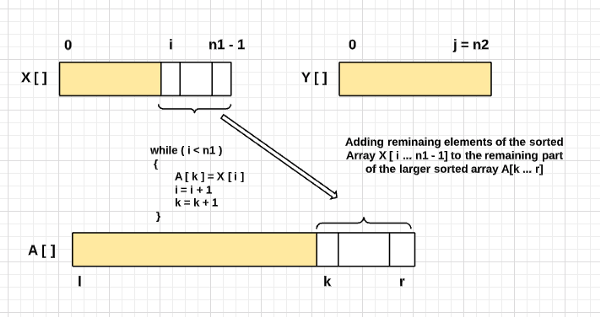 0 i n1 - 1
0 j = n2
X [ ]
Y [ ]
while ( i < n1 )
{
A [ k ] = X [ i ]
i = i + 1
k = k + 1
}
Adding reminaing elements of the sorted
Array X [ i ... n1 - 1] to the remaining part
of the larger sorted array A[k ... r]
A [ ]
l k r